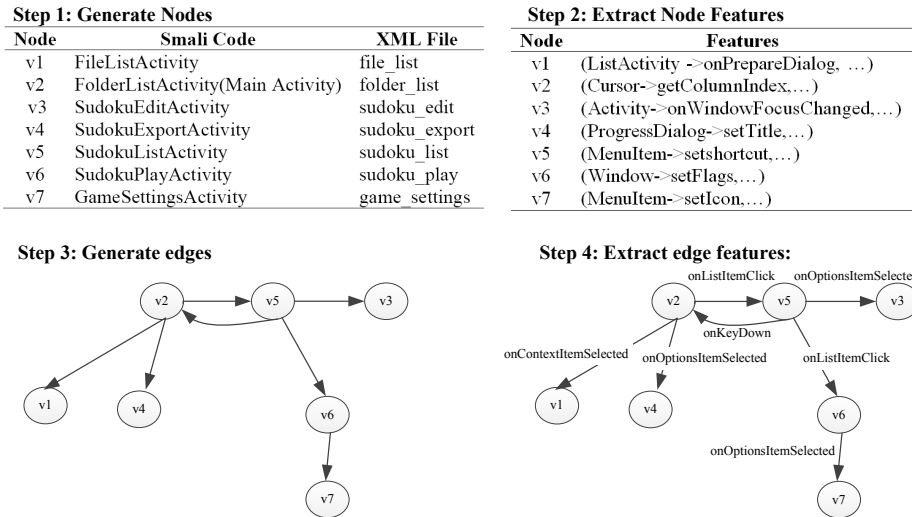 Step 1: Generate Nodes
Node Smali Code XML File
v1 FileListActivity file_list
v2 FolderListActivity(Main Activity) folder_list
v3 SudokuEditActivity sudoku_edit
v4 SudokuExportActivity sudoku_export
v5 SudokuListActivity sudoku_list
v6 SudokuPlayActivity sudoku_play
v7 GameSettingsActivity game_settings
Step 2: Extract Node Features
Node Features
v1 (ListActivity ->onPrepareDialog, …)
v2 (Cursor->getColumnIndex,…)
v3 (Activity->onWindowFocusChanged,…)
v4 (ProgressDialog->setTitle,…)
v5 (MenuItem->setshortcut,…)
v6 (Window->setFlags,…)
v7 (MenuItem->setIcon,…)
Step 3: Generate edges
v2 v5 v3
v1 v4
v6
v7
Step 4: Extract edge features:
onListItemClick onOptionsItemSelecte
v2 v5 v3
onKeyDown
onContextItemSelected onOptionsItemSelected onListItemClick
v1 v4
v6
onOptionsItemSelected
v7